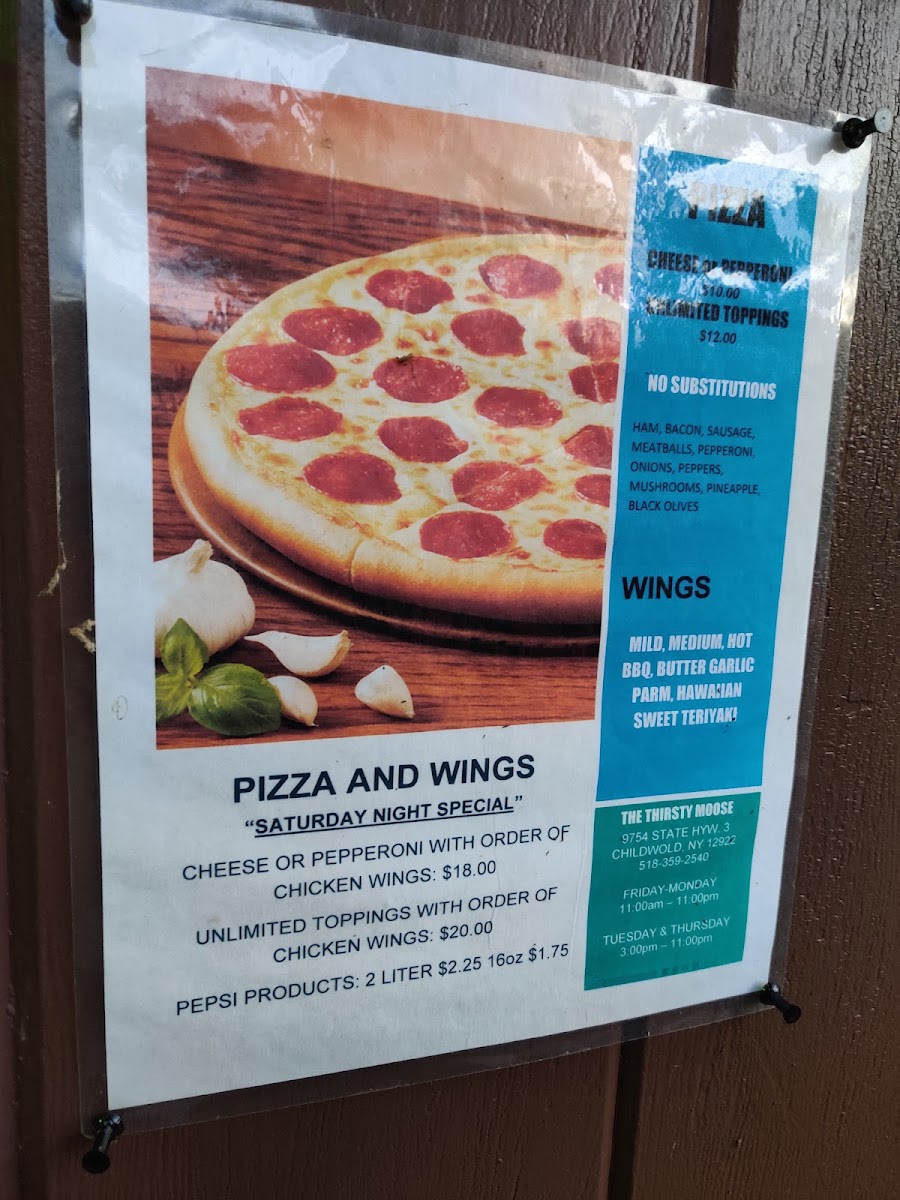 PIZZA
CHEESE or PEPPERONI
$10.00
UNLIMITED TOPPINGS
$12.00
NO SUBSTITUTIONS
HAM, BACON, SAUSAGE,
MEATBALLS, PEPPERONI,
ONIONS, PEPPERS,
MUSHROOMS, PINEAPPLE,
BLACK OLIVES
WINGS
MILD, MEDIUM, HOT
BBQ, BUTTER GARLIC
PARM, HAWAIIAN
SWEET TERIYAKI
PIZZA AND WINGS
“SATURDAY NIGHT SPECIAL”
CHEESE OR PEPPERONI WITH ORDER OF
CHICKEN WINGS: $18.00
UNLIMITED TOPPINGS WITH ORDER OF
CHICKEN WINGS: $20.00
PEPSI PRODUCTS: 2 LITER $2.25 16oz $1.75
THE THIRSTY MOOSE
9754 STATE HYW. 3
CHILDWOLD, NY 12922
518-359-2540
FRIDAY-MONDAY
11:00am – 11:00pm
TUESDAY & THURSDAY
3:00pm – 11:00pm